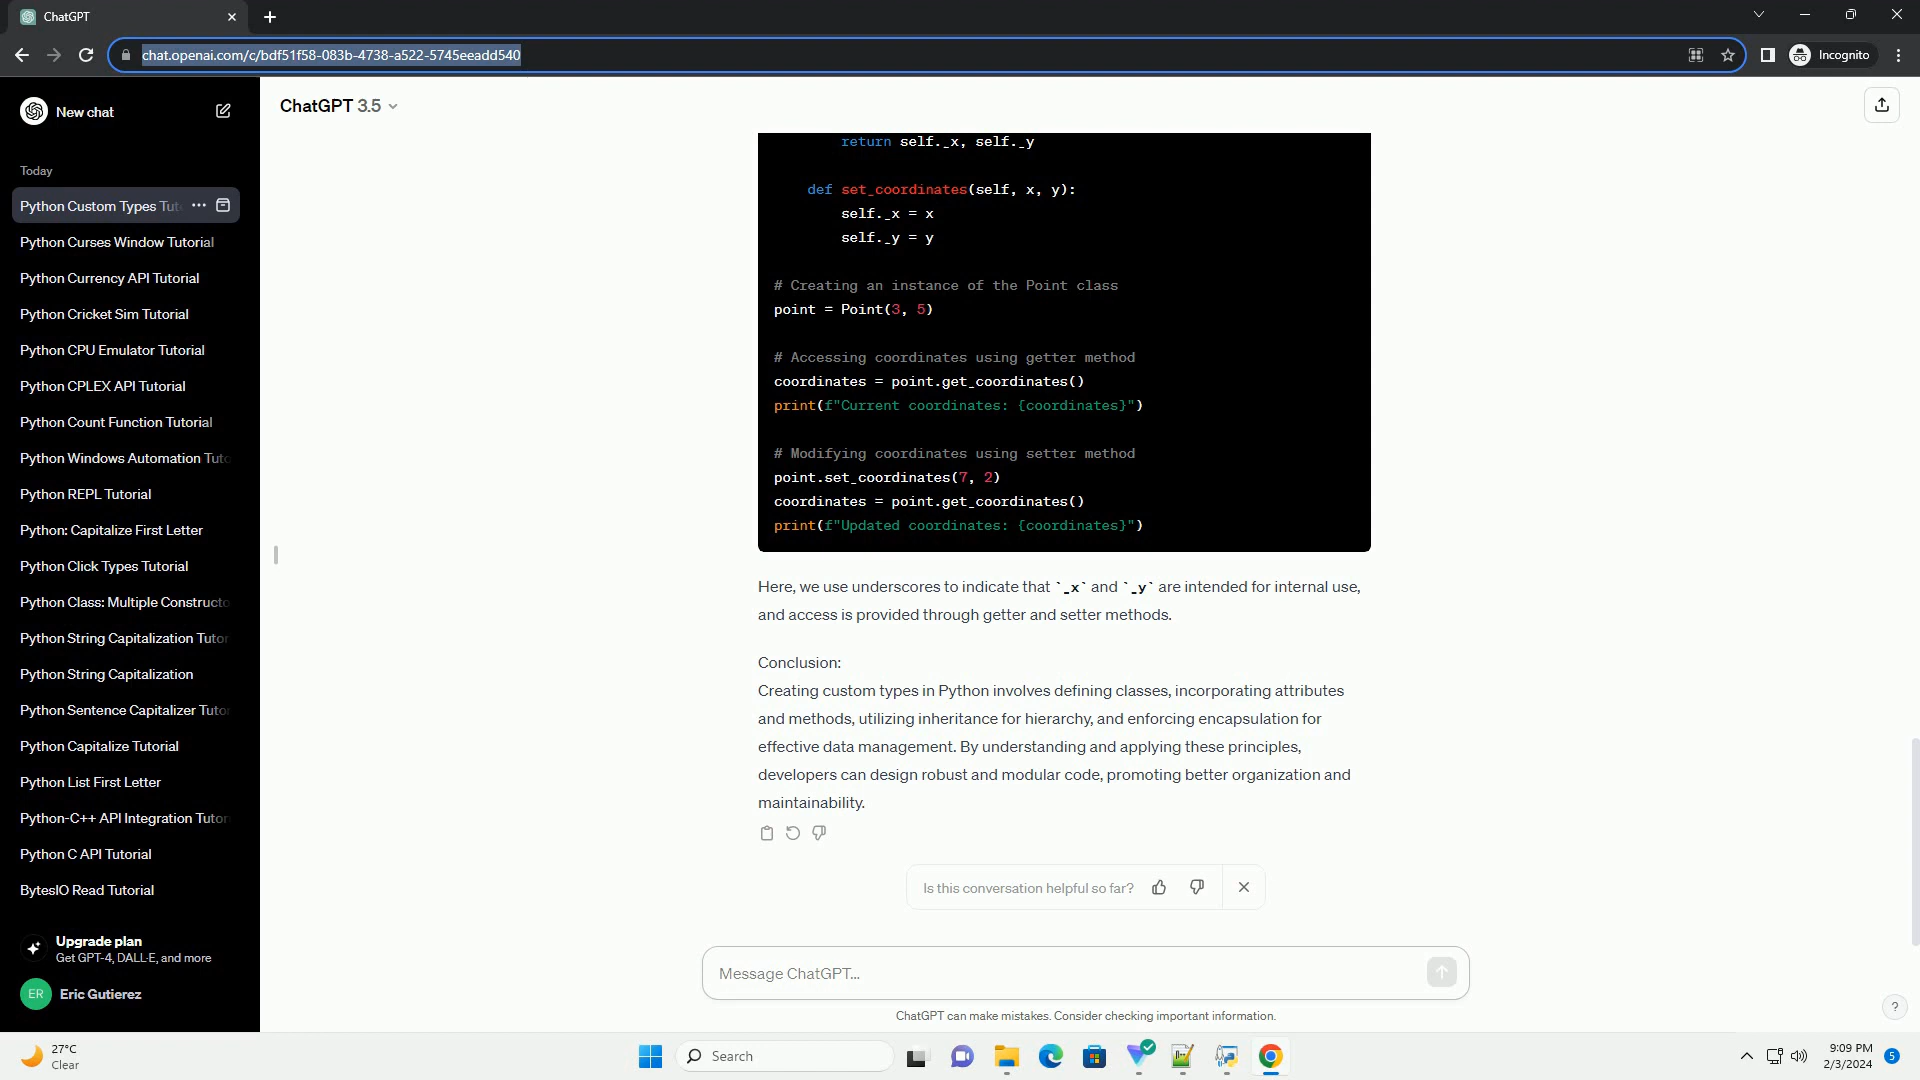 ChatGPT
chat.openai.com/c/bdf51f58-083b-4738-a522-5745eeadd540
Incognito
New chat
ChatGPT 3.5
Today
Python Custom Types Tut
Python Curses Window Tutorial
Python Currency API Tutorial
Python Cricket Sim Tutorial
Python CPU Emulator Tutorial
Python CPLEX API Tutorial
Python Count Function Tutorial
Python Windows Automation Tuto
Python REPL Tutorial
Python: Capitalize First Letter
Python Click Types Tutorial
Python Class: Multiple Constructo
Python String Capitalization Tutor
Python String Capitalization
Python Sentence Capitalizer Tutor
Python Capitalize Tutorial
Python List First Letter
Python-C++ API Integration Tutor
Python C API Tutorial
BytesIO Read Tutorial
Upgrade plan
Get GPT-4, DALL·E, and more
ER
Eric Gutierez
return self._x, self._y
def set_coordinates(self, x, y):
self._x = x
self._y = y
# Creating an instance of the Point class
point = Point(3, 5)
# Accessing coordinates using getter method
coordinates = point.get_coordinates()
print(f"Current coordinates: {coordinates}")
# Modifying coordinates using setter method
point.set_coordinates(7, 2)
coordinates = point.get_coordinates()
print(f"Updated coordinates: {coordinates}")
Here, we use underscores to indicate that `_x` and `_y` are intended for internal use,
and access is provided through getter and setter methods.
Conclusion:
Creating custom types in Python involves defining classes, incorporating attributes
and methods, utilizing inheritance for hierarchy, and enforcing encapsulation for
effective data management. By understanding and applying these principles,
developers can design robust and modular code, promoting better organization and
maintainability.
Is this conversation helpful so far?
Message ChatGPT...
ChatGPT can make mistakes. Consider checking important information.
?
27°C
Clear
Search
9:09 PM
2/3/2024
5